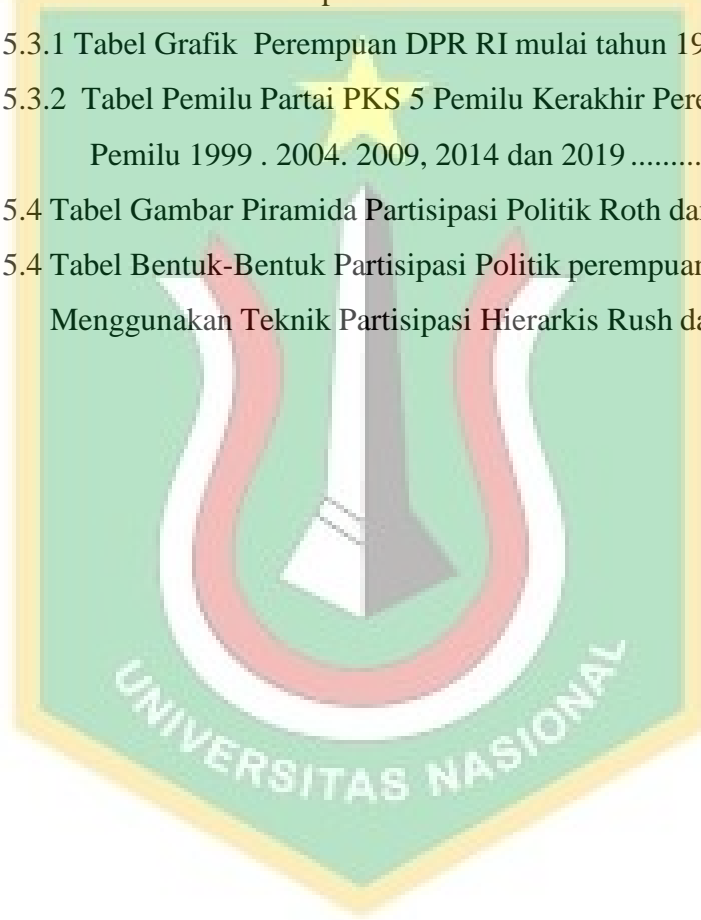 5.3.1 Tabel Grafik Perempuan DPR RI mulai tahun 19
5.3.2 Tabel Pemilu Partai PKS 5 Pemilu Kerakhir Pere
Pemilu 1999 . 2004. 2009, 2014 dan 2019 .........
5.4 Tabel Gambar Piramida Partisipasi Politik Roth dan
5.4 Tabel Bentuk-Bentuk Partisipasi Politik perempuan
Menggunakan Teknik Partisipasi Hierarkis Rush da
UNIVERSITAS NASIONAL